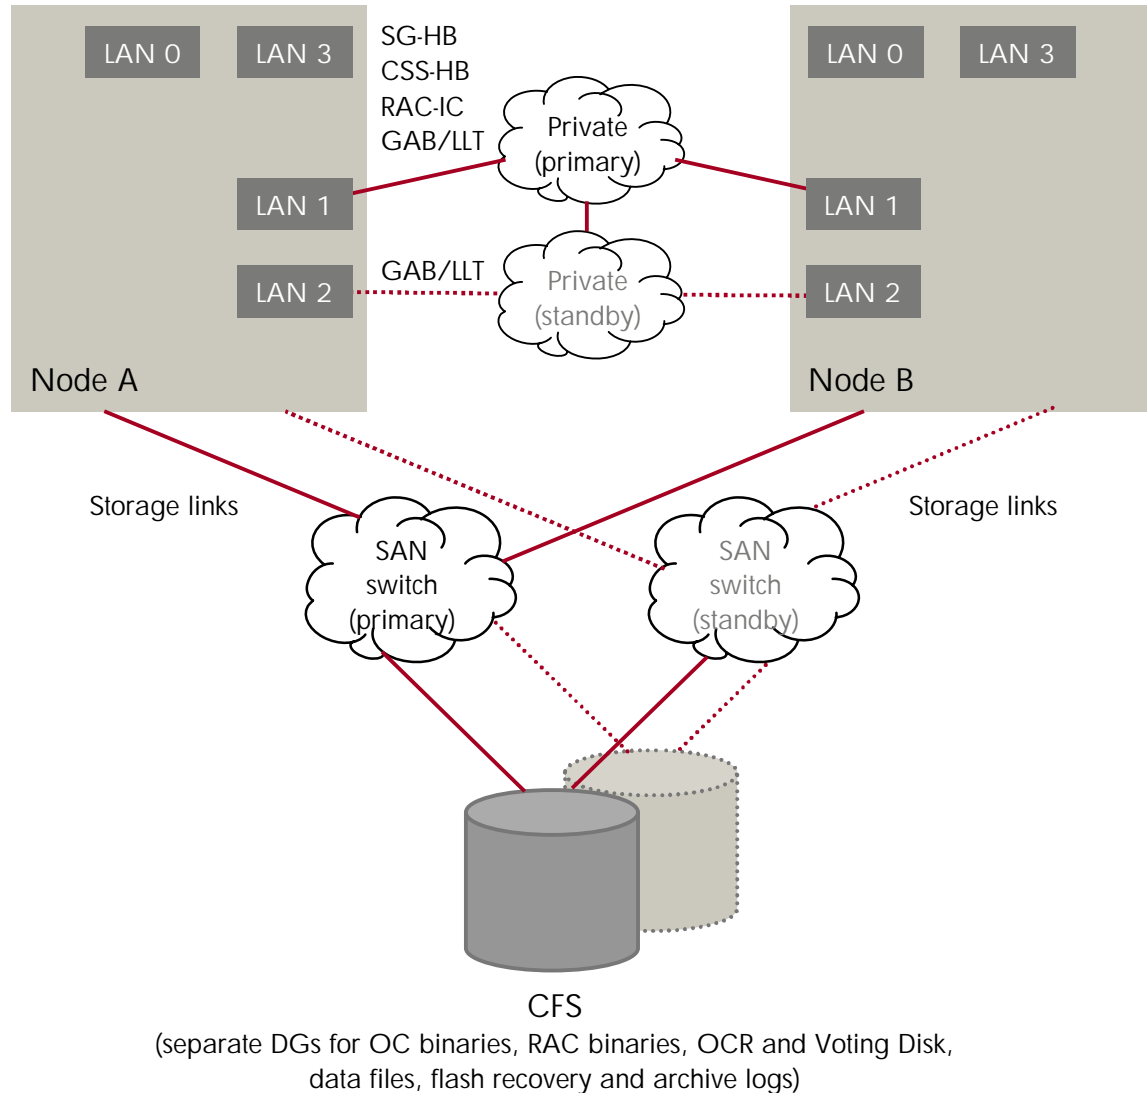 LAN 0
LAN 3
SG-HB
CSS-HB
RAC-IC
GAB/LLT
Private
(primary)
LAN 0
LAN 3
LAN 1
LAN 1
LAN 2
GAB/LLT
Private
(standby)
LAN 2
Node A
Node B
Storage links
SAN
switch
(primary)
SAN
switch
(standby)
Storage links
CFS
(separate DGs for OC binaries, RAC binaries, OCR and Voting Disk,
data files, flash recovery and archive logs)